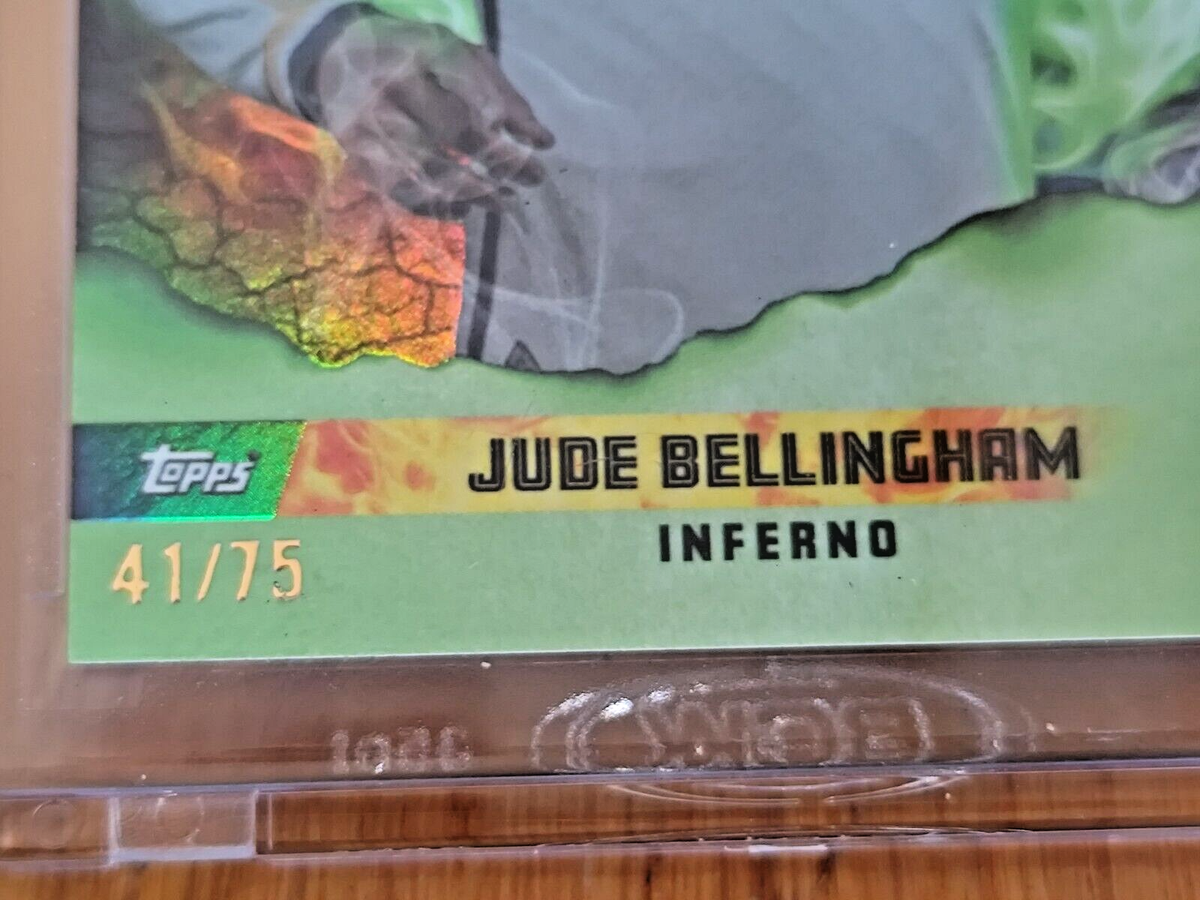 Topps
JUDE BELLINGHAM
INFERNO
41/75